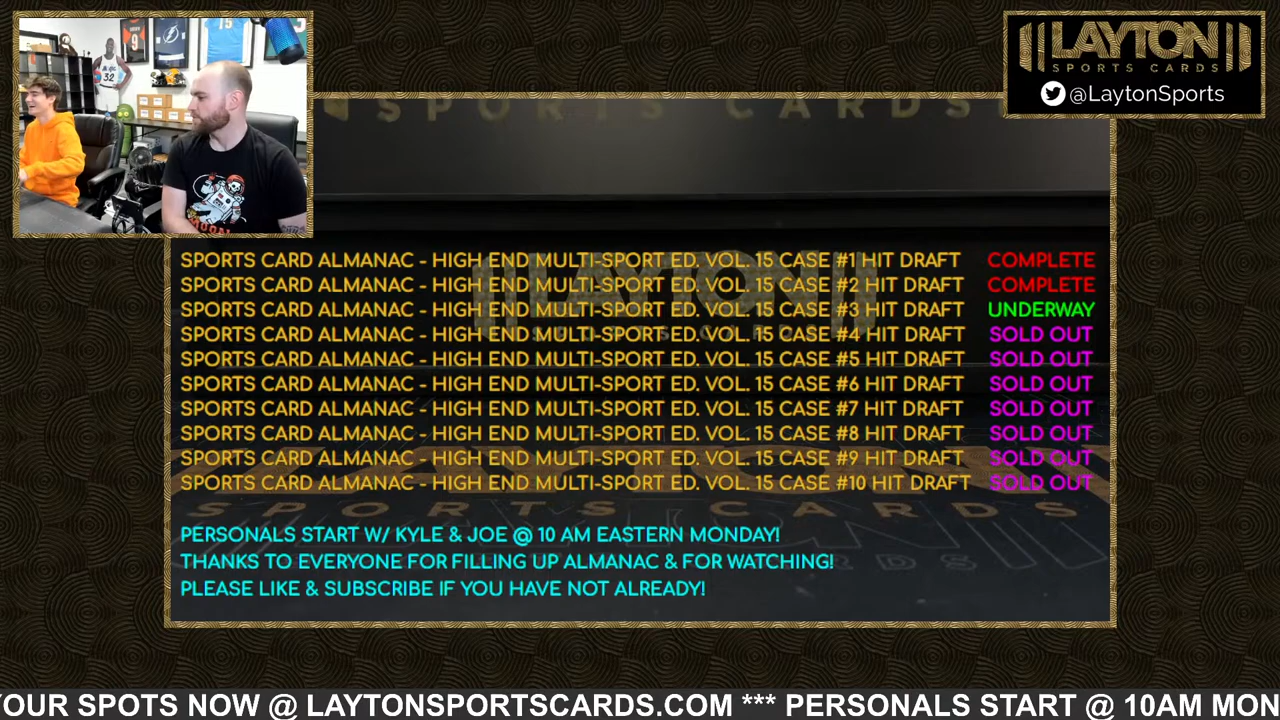 LAYTON
SPORTS CARDS
@LaytonSports
SPORTS CARDS
9
15
32
SPORTS CARD ALMANAC - HIGH END MULTI-SPORT ED. VOL. 15 CASE #1 HIT DRAFT COMPLETE
SPORTS CARD ALMANAC - HIGH END MULTI-SPORT ED. VOL. 15 CASE #2 HIT DRAFT COMPLETE
SPORTS CARD ALMANAC - HIGH END MULTI-SPORT ED. VOL. 15 CASE #3 HIT DRAFT UNDERWAY
SPORTS CARD ALMANAC - HIGH END MULTI-SPORT ED. VOL. 15 CASE #4 HIT DRAFT SOLD OUT
SPORTS CARD ALMANAC - HIGH END MULTI-SPORT ED. VOL. 15 CASE #5 HIT DRAFT SOLD OUT
SPORTS CARD ALMANAC - HIGH END MULTI-SPORT ED. VOL. 15 CASE #6 HIT DRAFT SOLD OUT
SPORTS CARD ALMANAC - HIGH END MULTI-SPORT ED. VOL. 15 CASE #7 HIT DRAFT SOLD OUT
SPORTS CARD ALMANAC - HIGH END MULTI-SPORT ED. VOL. 15 CASE #8 HIT DRAFT SOLD OUT
SPORTS CARD ALMANAC - HIGH END MULTI-SPORT ED. VOL. 15 CASE #9 HIT DRAFT SOLD OUT
SPORTS CARD ALMANAC - HIGH END MULTI-SPORT ED. VOL. 15 CASE #10 HIT DRAFT SOLD OUT
SPORTS CARDS
PERSONALS START W/ KYLE & JOE @ 10 AM EASTERN MONDAY!
THANKS TO EVERYONE FOR FILLING UP ALMANAC & FOR WATCHING!
PLEASE LIKE & SUBSCRIBE IF YOU HAVE NOT ALREADY!
YOUR SPOTS NOW @ LAYTONSPORTSCARDS.COM *** PERSONALS START @ 10AM MON